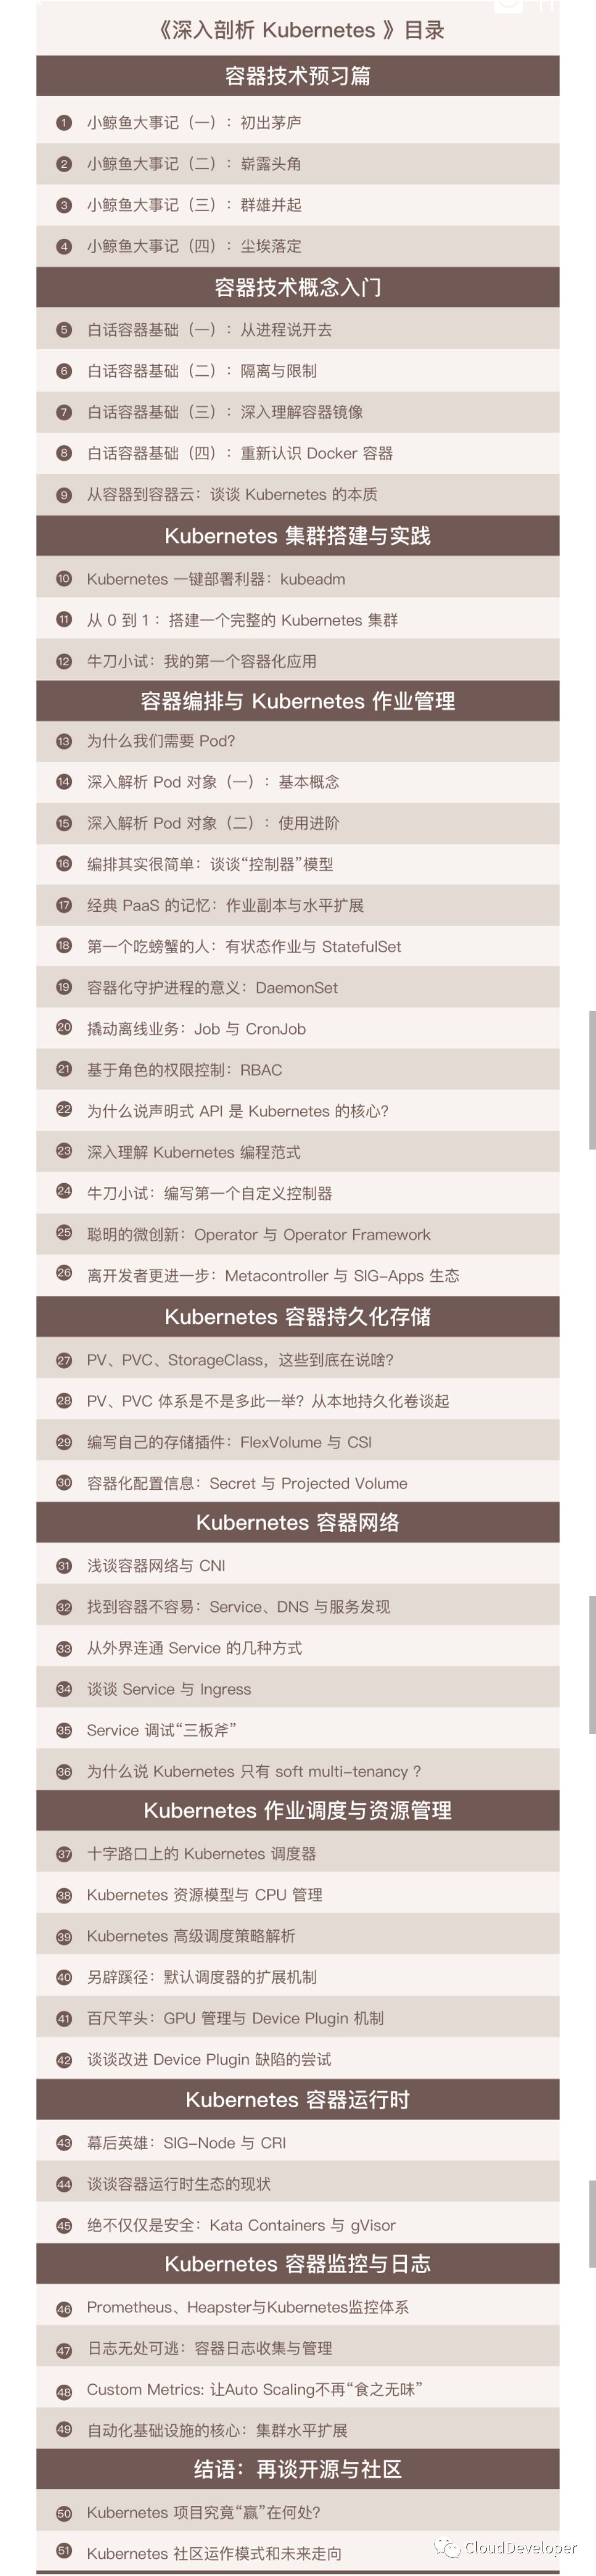 《深入剖析 Kubernetes 》目录
容器技术预习篇
1 小鲸鱼大事记（一）：初出茅庐
2 小鲸鱼大事记（二）：崭露头角
3 小鲸鱼大事记（三）：群雄并起
4 小鲸鱼大事记（四）：尘埃落定
容器技术概念入门
5 白话容器基础（一）：从进程说开去
6 白话容器基础（二）：隔离与限制
7 白话容器基础（三）：深入理解容器镜像
8 白话容器基础（四）：重新认识 Docker 容器
9 从容器到容器云：谈谈 Kubernetes 的本质
Kubernetes 集群搭建与实践
10 Kubernetes 一键部署利器：kubeadm
11 从 0 到 1：搭建一个完整的 Kubernetes 集群
12 牛刀小试：我的第一个容器化应用
容器编排与 Kubernetes 作业管理
13 为什么我们需要 Pod?
14 深入解析 Pod 对象（一）：基本概念
15 深入解析 Pod 对象（二）：使用进阶
16 编排其实很简单：谈谈“控制器”模型
17 经典 PaaS 的记忆：作业副本与水平扩展
18 第一个吃螃蟹的人：有状态作业与 StatefulSet
19 容器化守护进程的意义：DaemonSet
20 撬动离线业务：Job 与 CronJob
21 基于角色的权限控制：RBAC
22 为什么说声明式 API 是 Kubernetes 的核心?
23 深入理解 Kubernetes 编程范式
24 牛刀小试：编写第一个自定义控制器
25 聪明的微创新：Operator 与 Operator Framework
26 离开发者更进一步：Metacontroller 与 SIG-Apps 生态
Kubernetes 容器持久化存储
27 PV、PVC、StorageClass，这些到底在说啥?
28 PV、PVC 体系是不是多此一举？从本地持久化卷谈起
29 编写自己的存储插件：FlexVolume 与 CSI
30 容器化配置信息：Secret 与 Projected Volume
Kubernetes 容器网络
31 浅谈容器网络与 CNI
32 找到容器不容易：Service、DNS 与服务发现
33 从外界连通 Service 的几种方式
34 谈谈 Service 与 Ingress
35 Service 调试“三板斧”
36 为什么说 Kubernetes 只有 soft multi-tenancy ?
Kubernetes 作业调度与资源管理
37 十字路口上的 Kubernetes 调度器
38 Kubernetes 资源模型与 CPU 管理
39 Kubernetes 高级调度策略解析
40 另辟蹊径：默认调度器的扩展机制
41 百尺竿头：GPU 管理与 Device Plugin 机制
42 谈谈改进 Device Plugin 缺陷的尝试
Kubernetes 容器运行时
43 幕后英雄：SIG-Node 与 CRI
44 谈谈容器运行时生态的现状
45 绝不仅仅是安全：Kata Containers 与 gVisor
Kubernetes 容器监控与日志
46 Prometheus、Heapster与Kubernetes监控体系
47 日志无处可逃：容器日志收集与管理
48 Custom Metrics: 让Auto Scaling不再“食之无味”
49 自动化基础设施的核心：集群水平扩展
结语：再谈开源与社区
50 Kubernetes 项目究竟“赢”在何处?
51 Kubernetes 社区运作模式和未来走向
CloudDeveloper